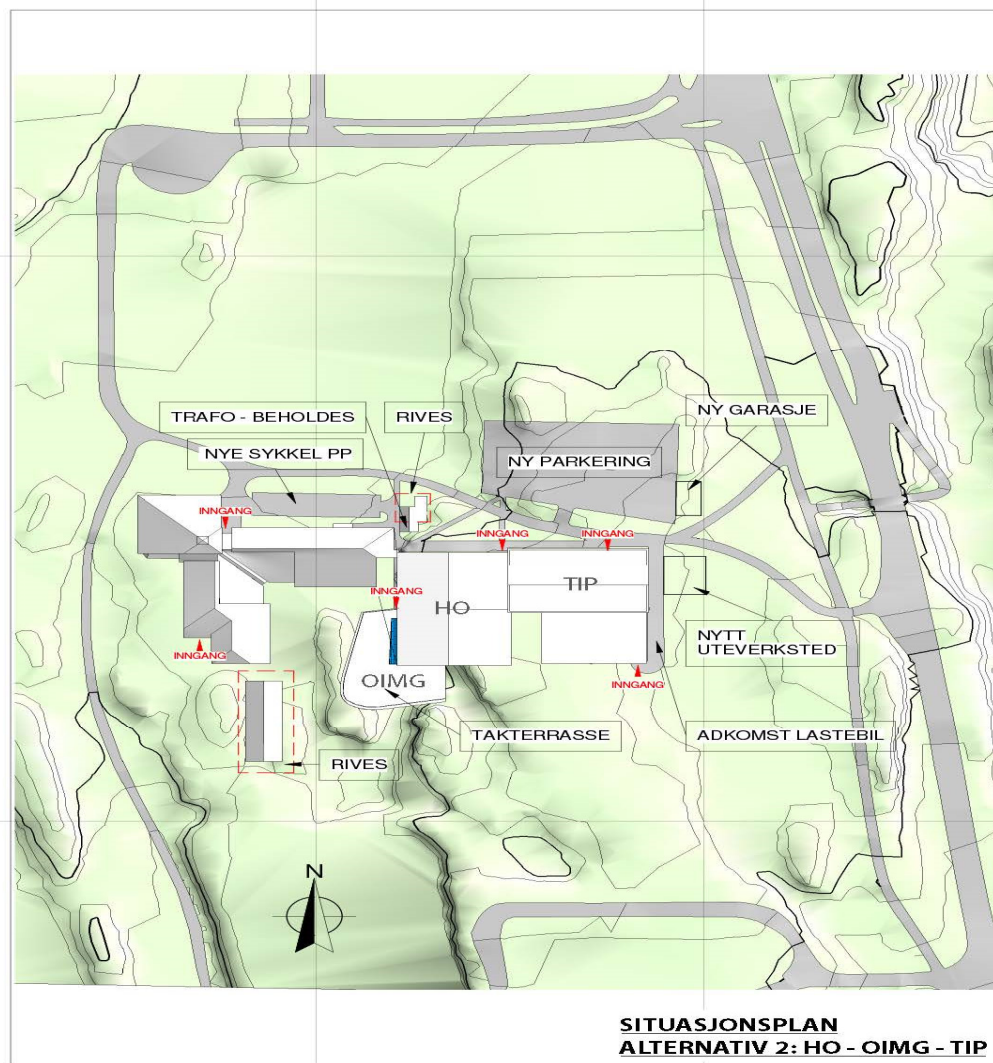 TRAFO - BEHOLDES
RIVES
NY GARASJE
NYE SYKKEL PP
NY PARKERING
INNGANG
INNGANG
INNGANG
INNGANG
HO
TIP
OIMG
INNGANG
INNGANG
NYTT
UTEVERKSTED
TAKTERRASSE
ADKOMST LASTEBIL
RIVES
N
SITUASJONSPLAN
ALTERNATIV 2: HO - OIMG - TIP